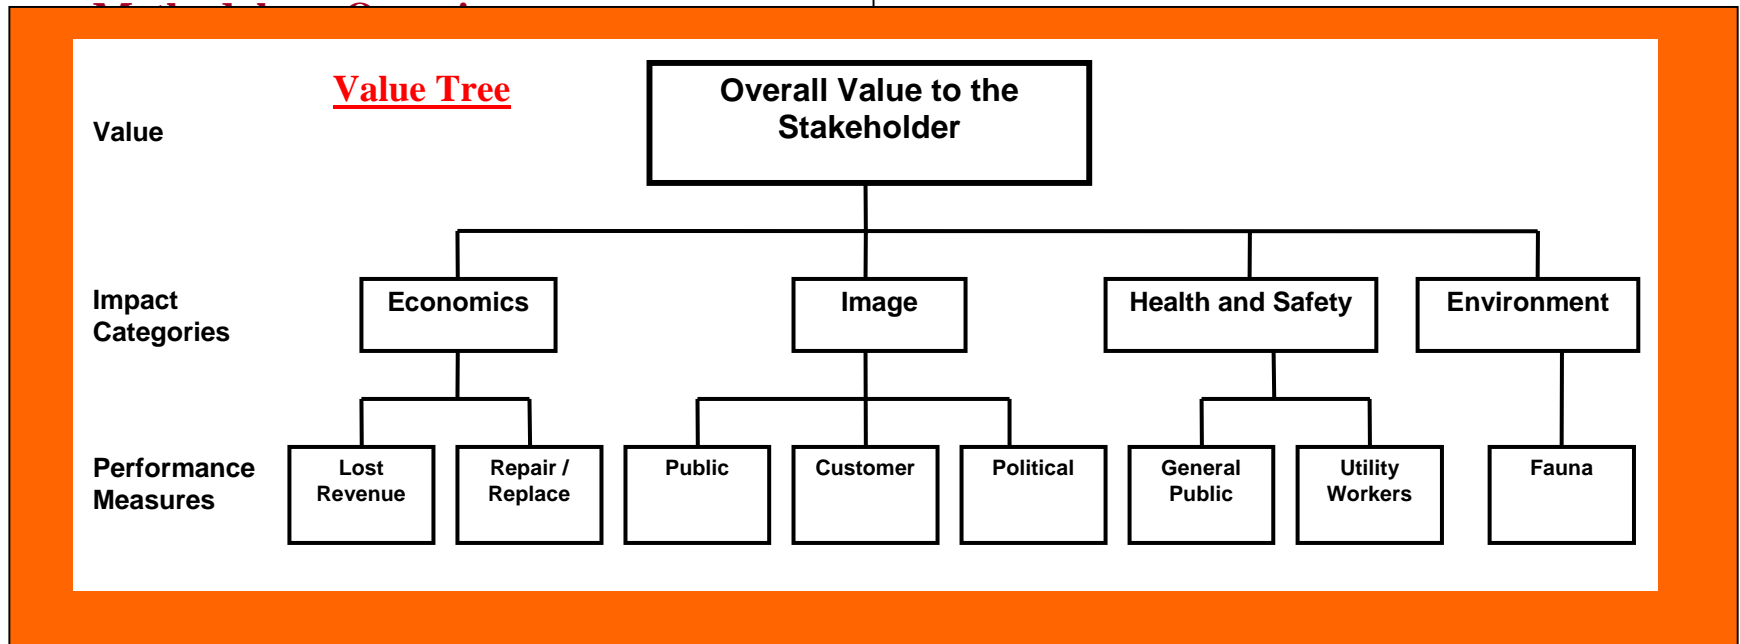 Value Tree
Overall Value to the
Stakeholder
Value
Impact
Categories
Economics
Image
Health and Safety
Environment
Performance
Measures
Lost
Revenue
Repair /
Replace
Public
Customer
Political
General
Public
Utility
Workers
Fauna